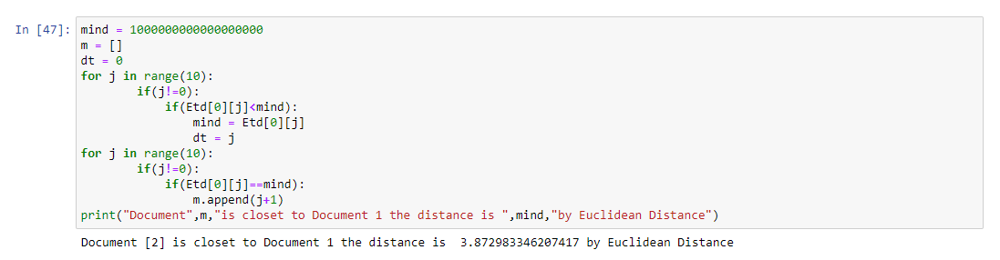 In [47]: mind = 1000000000000000000
m = []
dt = 0
for j in range(10):
        if(j!=0):
            if(Etd[0][j]<mind):
                mind = Etd[0][j]
                dt = j
for j in range(10):
        if(j!=0):
            if(Etd[0][j]==mind):
                m.append(j+1)
print("Document",m,"is closet to Document 1 the distance is ",mind,"by Euclidean Distance")
Document [2] is closet to Document 1 the distance is  3.872983346207417 by Euclidean Distance